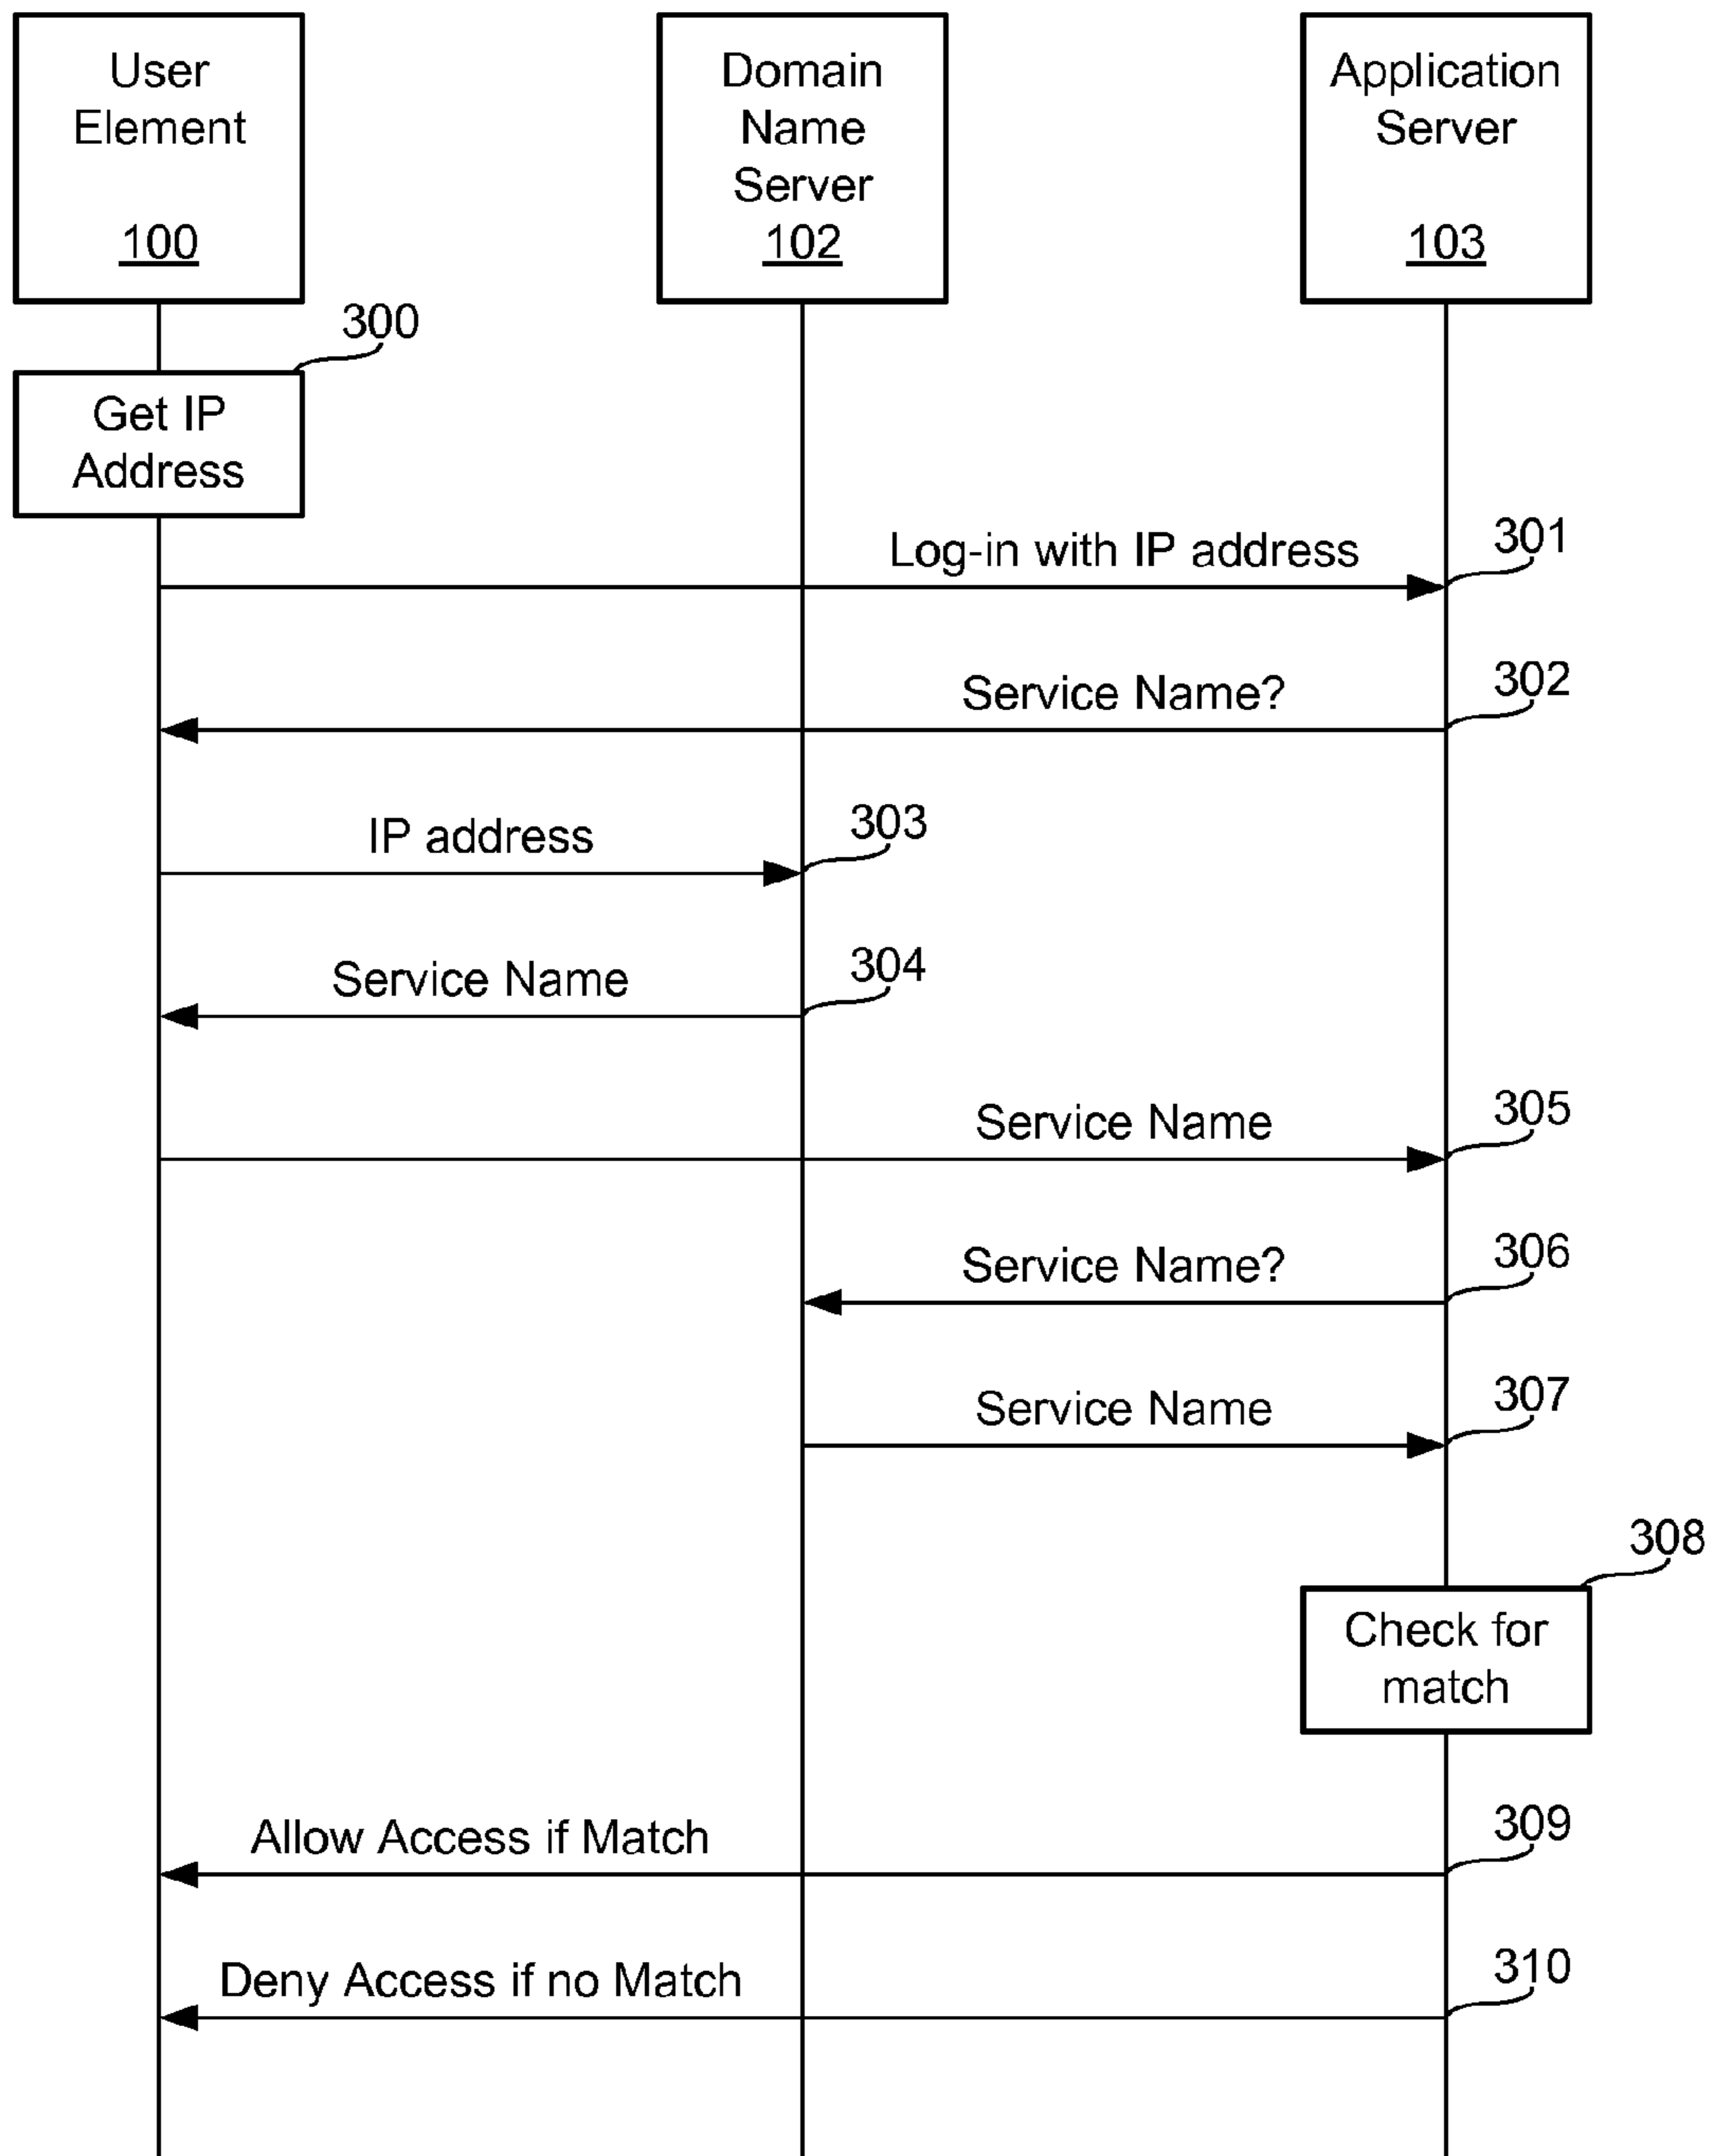 User
Element
100
Domain
Name
Server
102
Application
Server
103
300
Get IP
Address
Log-in with IP address
301
Service Name?
302
IP address
303
Service Name
304
Service Name
305
Service Name?
306
Service Name
307
308
Check for
match
Allow Access if Match
309
Deny Access if no Match
310